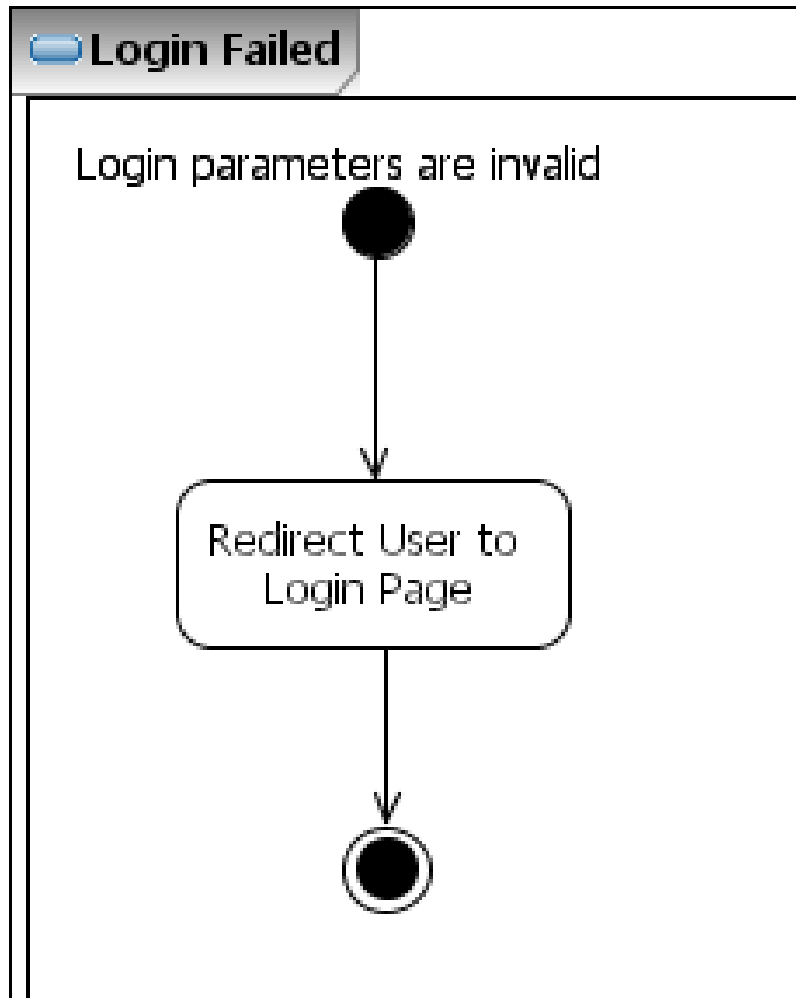 Login Failed
Login parameters are invalid
Redirect User to
Login Page